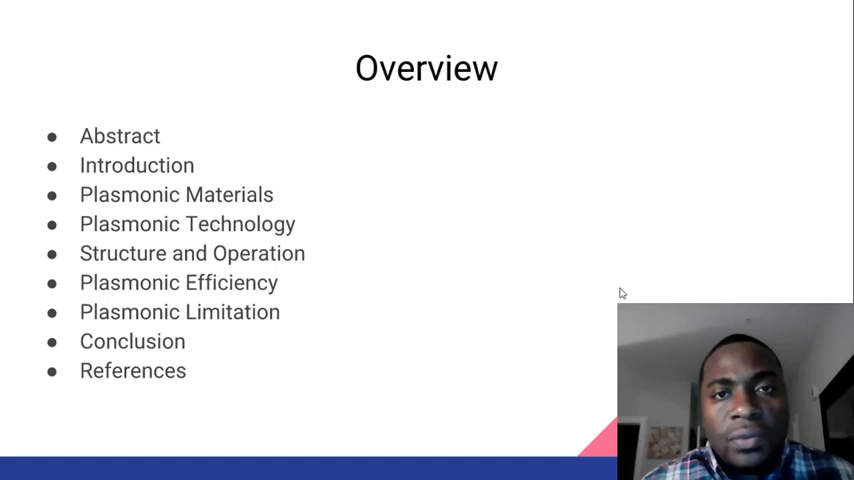 Overview
● Abstract
● Introduction
● Plasmonic Materials
● Plasmonic Technology
● Structure and Operation
● Plasmonic Efficiency
● Plasmonic Limitation
● Conclusion
● References